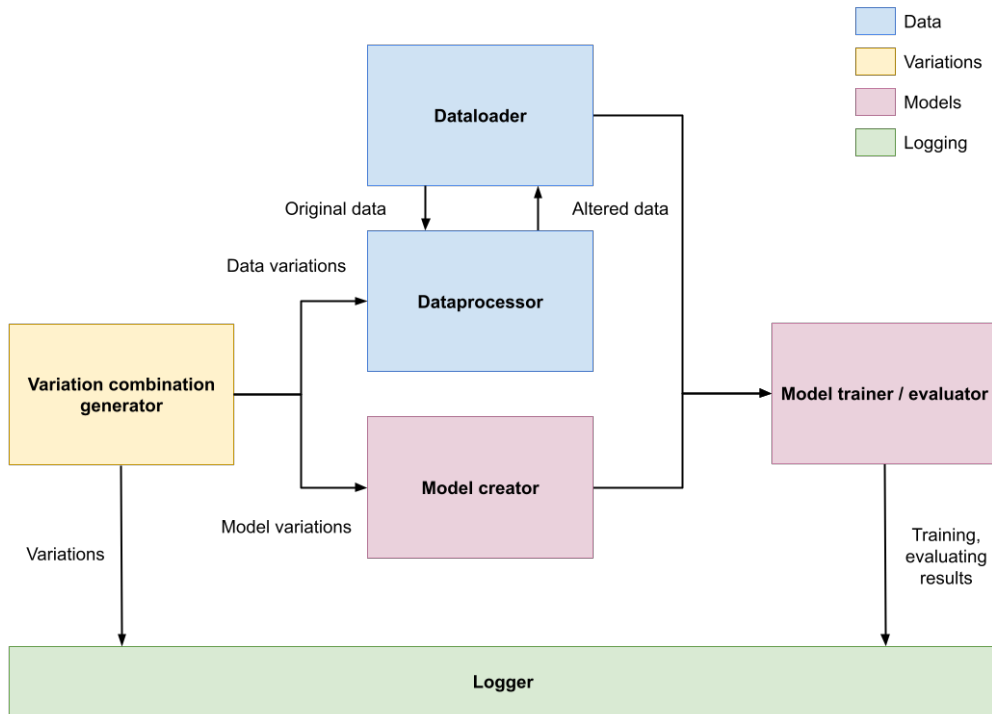 Data
Variations
Models
Logging
Dataloader
Original data
Altered data
Data variations
Dataprocessor
Variation combination
generator
Model trainer / evaluator
Model creator
Model variations
Variations
Training,
evaluating
results
Logger